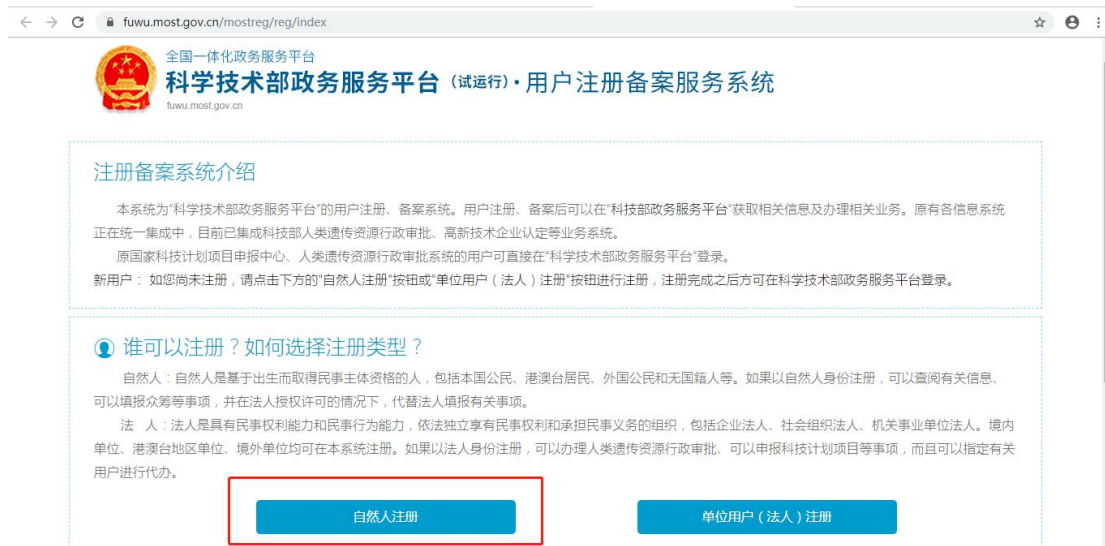 fuwu.most.gov.cn/mostreg/reg/index
全国一体化政务服务平台
科学技术部政务服务平台（试运行）·用户注册备案服务系统
fuwu.most.gov.cn
注册备案系统介绍
本系统为“科学技术部政务服务平台”的用户注册、备案系统。用户注册、备案后可以在“科技部政务服务平台”获取相关信息及办理相关业务。原有各信息系统
正在统一集成中，目前已集成科技部人类遗传资源行政审批、高新技术企业认定等业务系统。
原国家科技计划项目申报中心、人类遗传资源行政审批系统的用户可直接在“科学技术部政务服务平台”登录。
新用户： 如您尚未注册，请点击下方的"自然人注册"按钮或"单位用户（法人）注册"按钮进行注册，注册完成之后方可在科学技术部政务服务平台登录。
谁可以注册？如何选择注册类型？
自然人：自然人是基于出生而取得民事主体资格的人，包括本国公民、港澳台居民、外国公民和无国籍人等。如果以自然人身份注册，可以查阅有关信息、
可以填报众筹等事项，并在法人授权许可的情况下，代替法人填报有关事项。
法 人：法人是具有民事权利能力和民事行为能力，依法独立享有民事权利和承担民事义务的组织，包括企业法人、社会组织法人、机关事业单位法人。境内
单位、港澳台地区单位、境外单位均可在本系统注册。如果以法人身份注册，可以办理人类遗传资源行政审批、可以申报科技计划项目等事项，而且可以指定有关
用户进行代办。
自然人注册
单位用户（法人）注册